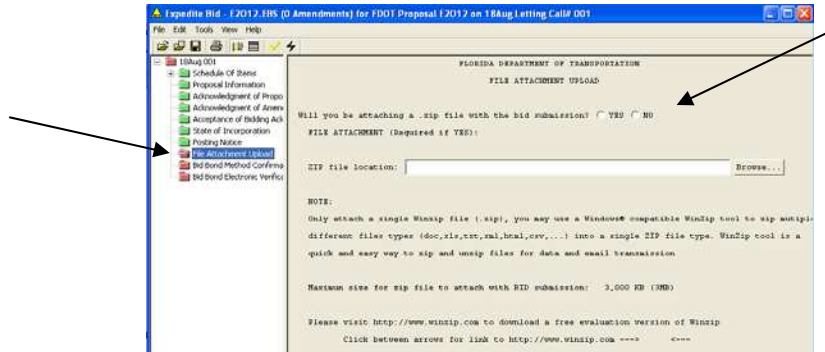 Expedite Bid - E2012.EBS (0 Amendments) for FDOT Proposal E2012 on 18Aug Letting Call# 001
File Edit Tools View Help
18Aug 001
Schedule Of Items
Proposal Information
Acknowledgment of Propo
Acknowledgment of Amen
Acceptance of Bidding Ack
State of Incorporation
Posting Notice
File Attachment Upload
Bid Bond Method Confirma
Bid Bond Electronic Verifica
FLORIDA DEPARTMENT OF TRANSPORTATION
FILE ATTACHMENT UPLOAD
Will you be attaching a .zip file with the bid submission? YES NO
FILE ATTACHMENT (Required if YES):
ZIP file location: Browse...
NOTE:
Only attach a single Winzip file (.zip), you may use a Windows® compatible WinZip tool to zip mutipl
different files types (doc,xls,txt,xml,html,csv,...) into a single ZIP file type. WinZip tool is a
quick and easy way to zip and unzip files for data and email transmission
Maximum size for zip file to attach with BID submission: 3,000 KB (3MB)
Please visit http://www.winzip.com to download a free evaluation version of Winzip
Click between arrows for link to http://www.winzip.com ---> <---